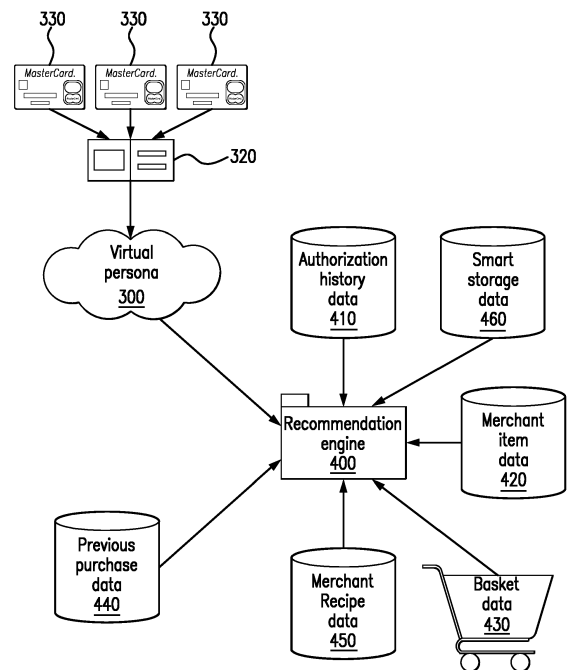 330 330 330
MasterCard. MasterCard. MasterCard.
320
Virtual
persona
300
Authorization
history
data
410
Smart
storage
data
460
Recommendation
engine
400
Merchant
item
data
420
Previous
purchase
data
440
Merchant
Recipe
data
450
Basket
data
430